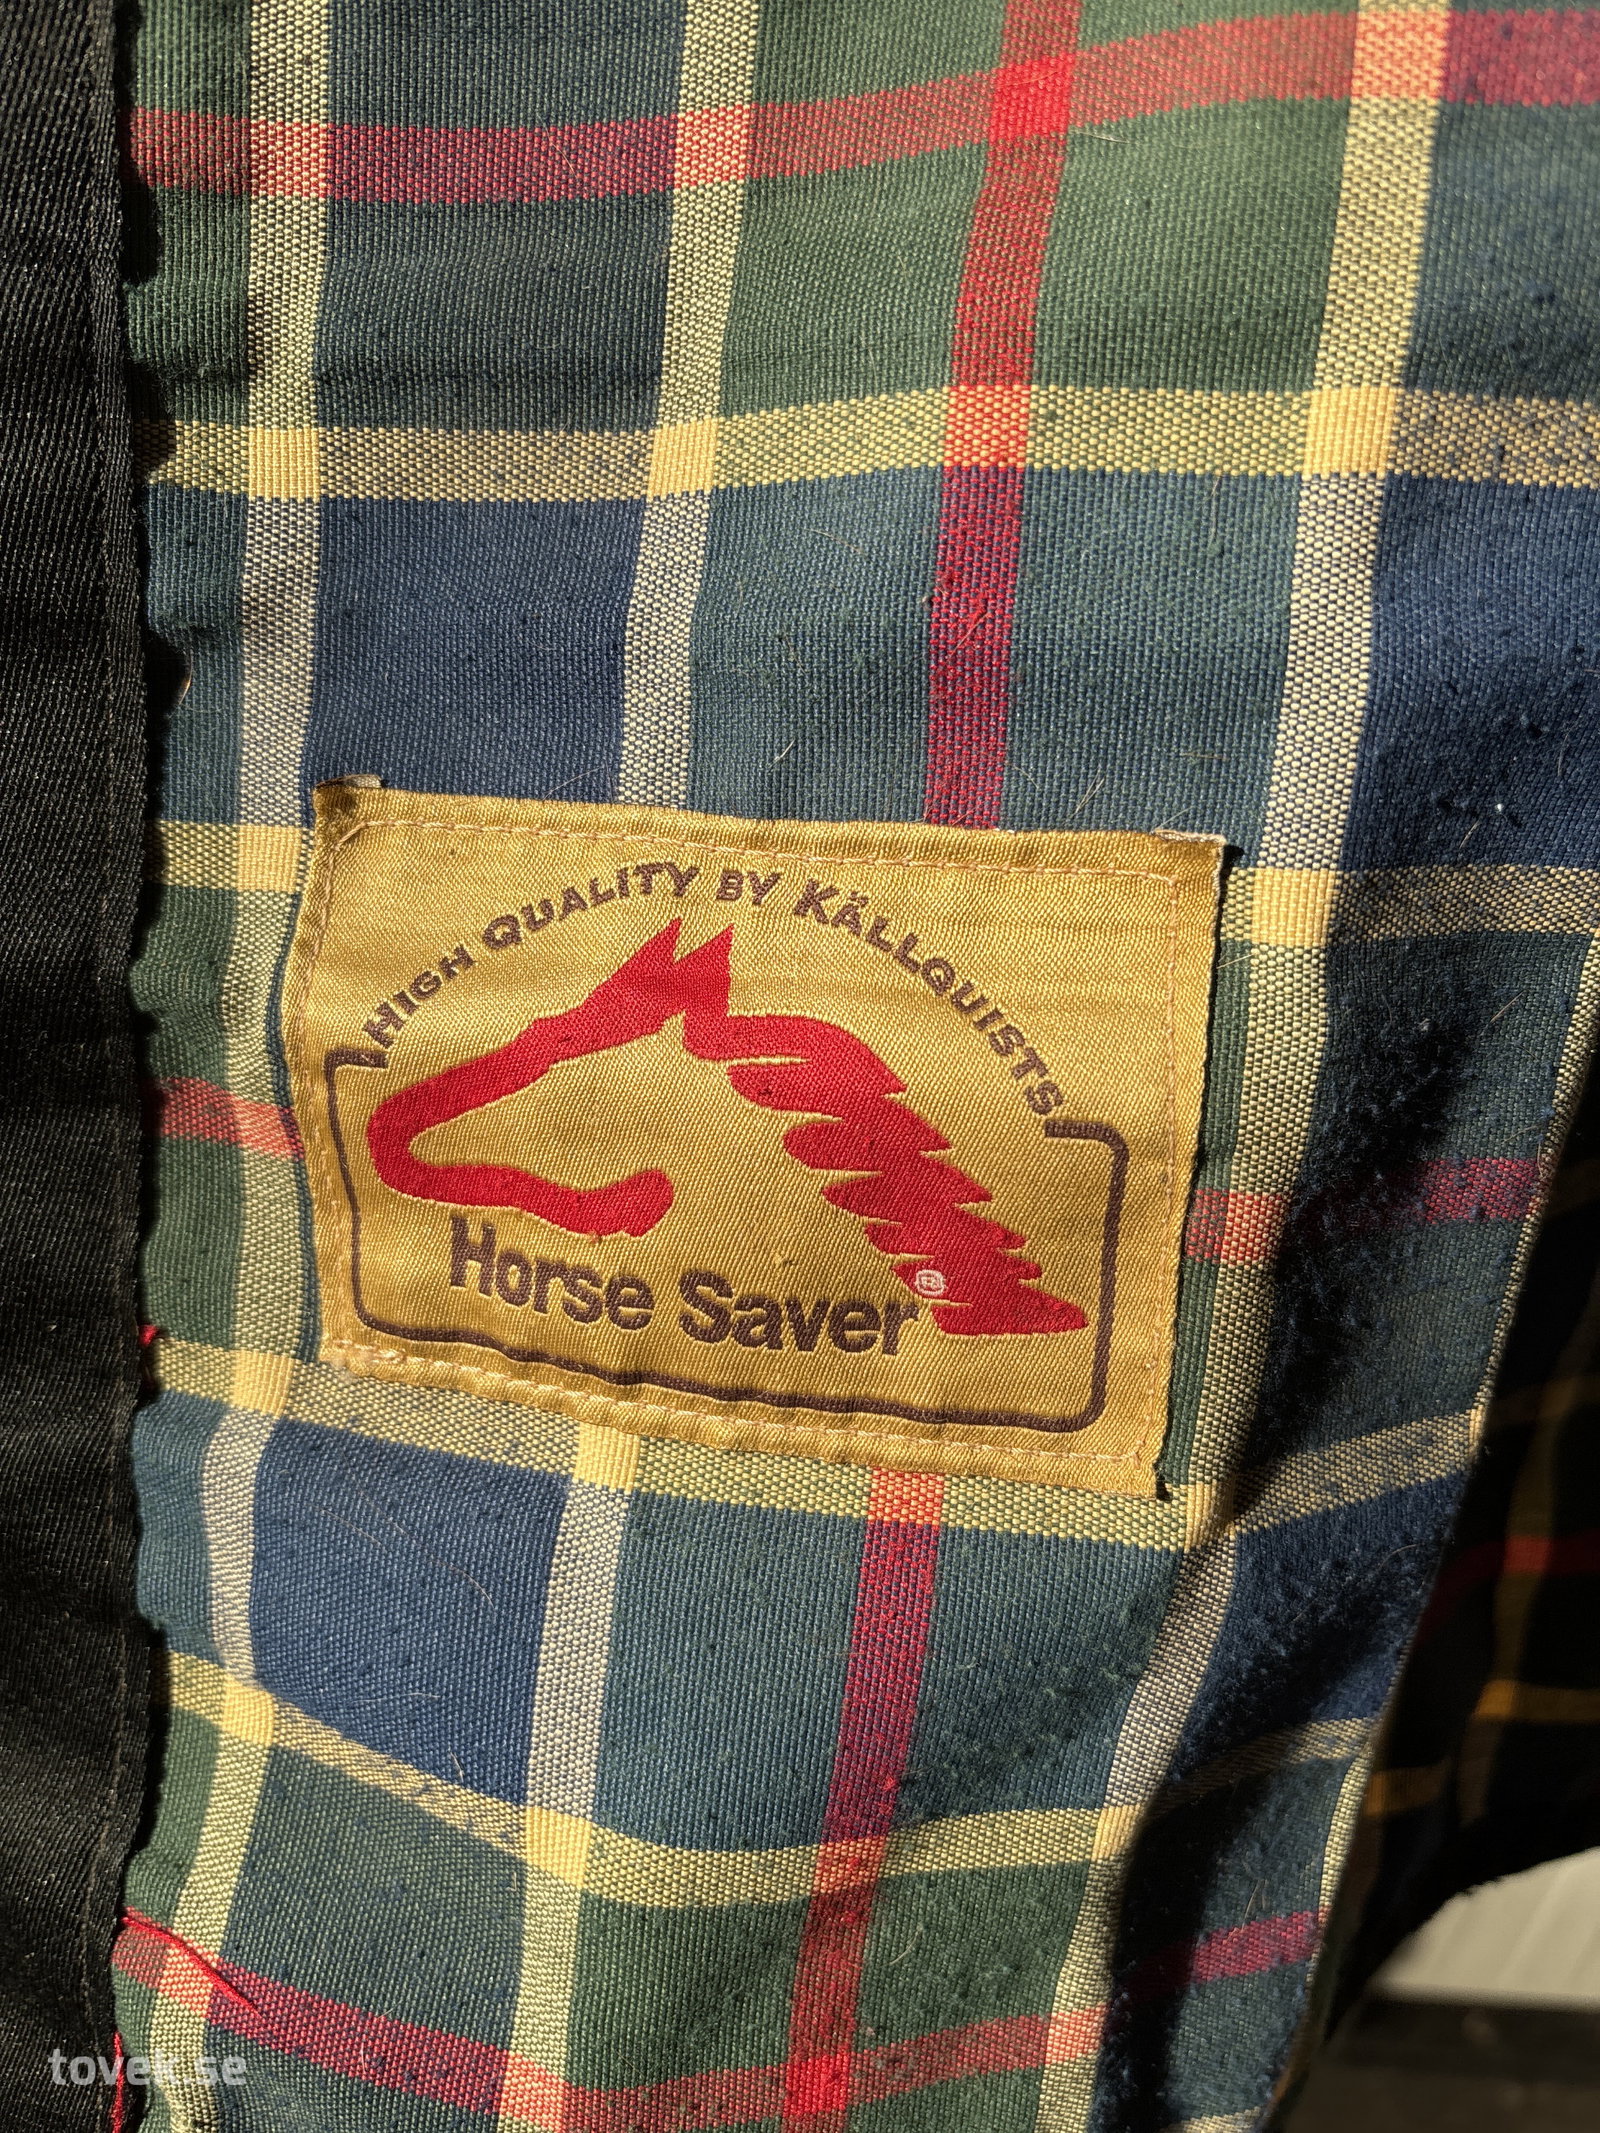 HIGH QUALITY BY KÄLLQUISTS
Horse Saver®
tovek.se